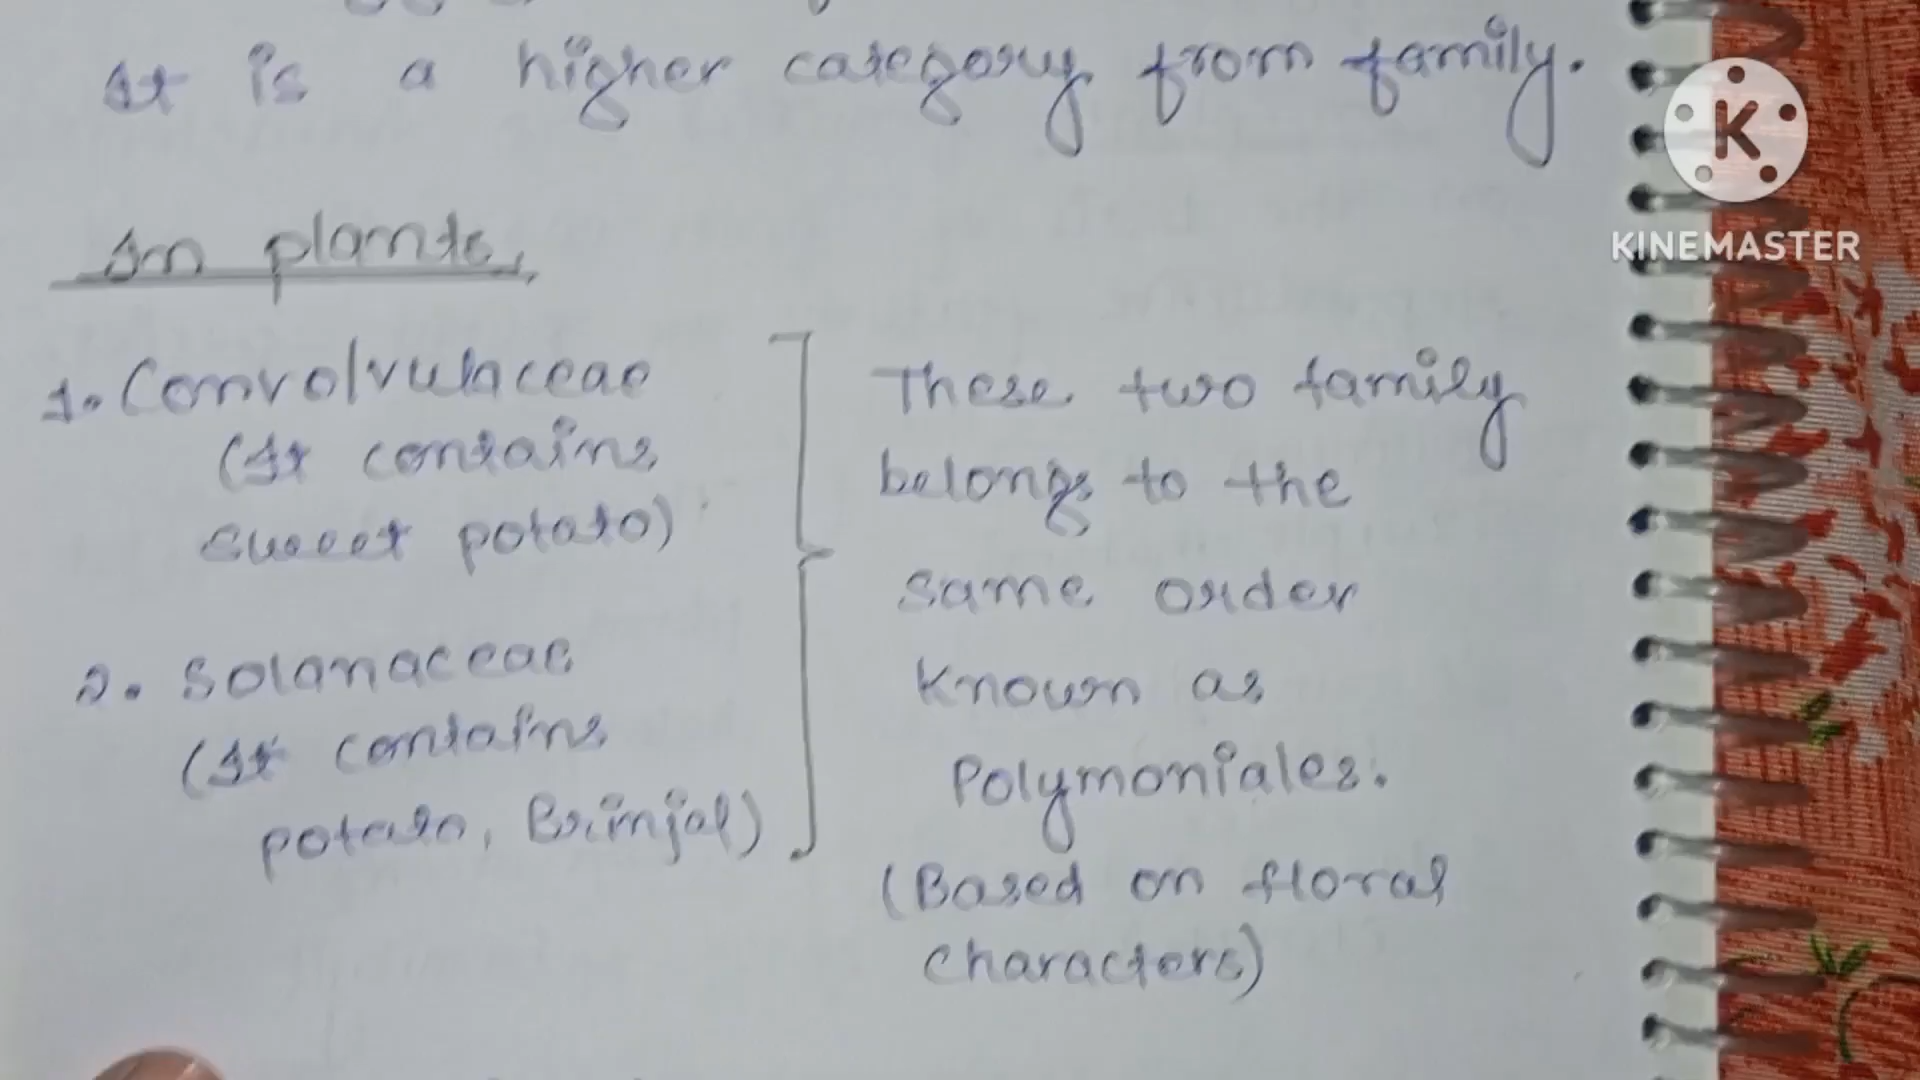 It is a higher category from family.
In plants,
1. Convolvulaceae
(It contains
sweet potato)
2. Solanaceae
(It contains
potato, Brinjal)
These two family
belongs to the
same order
known as
Polymoniales.
(Based on floral
characters)
K
KINEMASTER